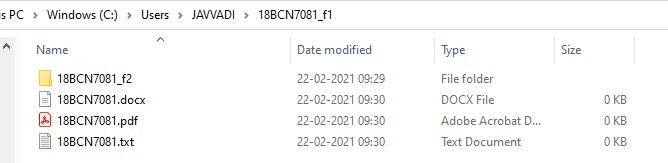 is PC > Windows (C:) > Users > JAVVADI > 18BCN7081_f1
Name Date modified Type Size
18BCN7081_f2 22-02-2021 09:29 File folder
18BCN7081.docx 22-02-2021 09:30 DOCX File 0 KB
18BCN7081.pdf 22-02-2021 09:30 Adobe Acrobat D... 0 KB
18BCN7081.txt 22-02-2021 09:30 Text Document 0 KB